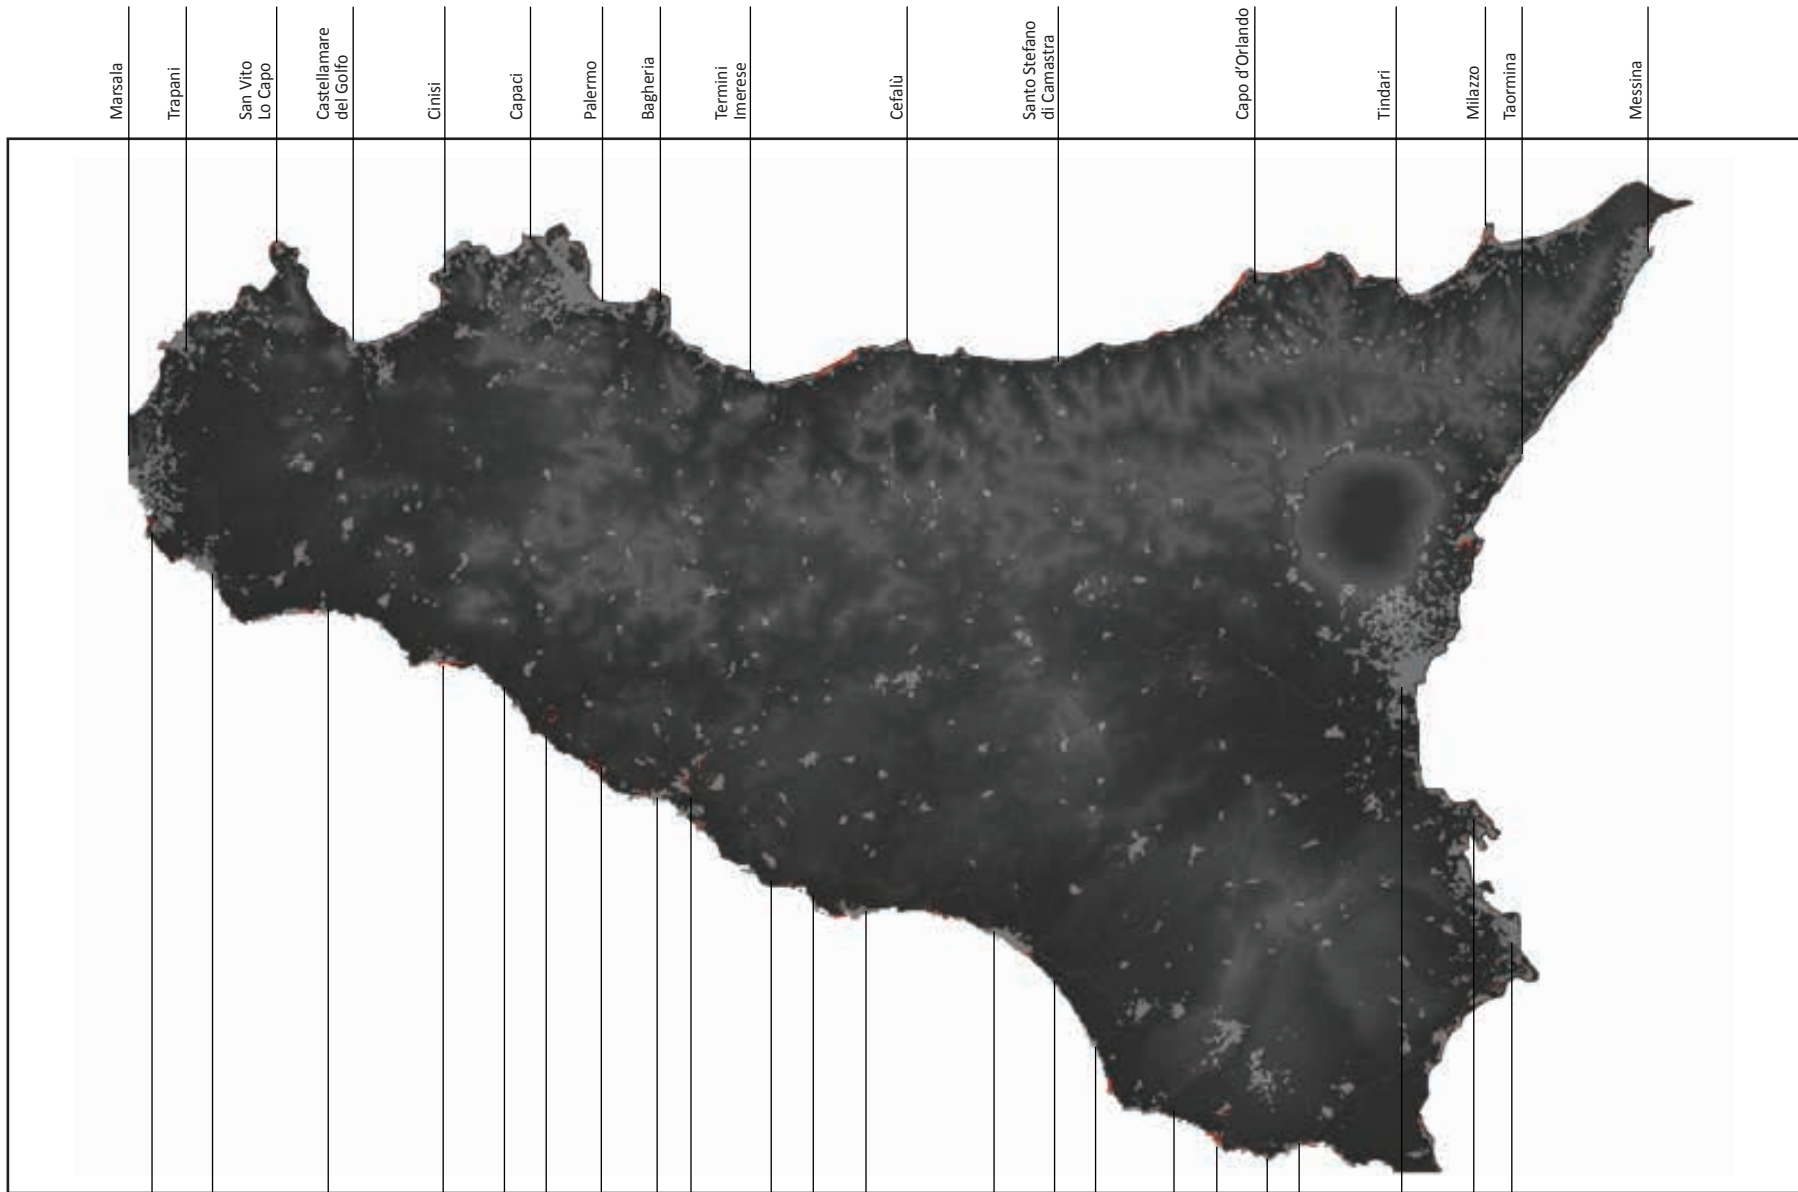 Marsala
Trapani
San Vito
Lo Capo
Castellamare
del Golfo
Cinisi
Capaci
Palermo
Bagheria
Termini
Imerese
Cefalù
Santo Stefano
di Camastra
Capo d’Orlando
Tindari
Milazzo
Taormina
Messina